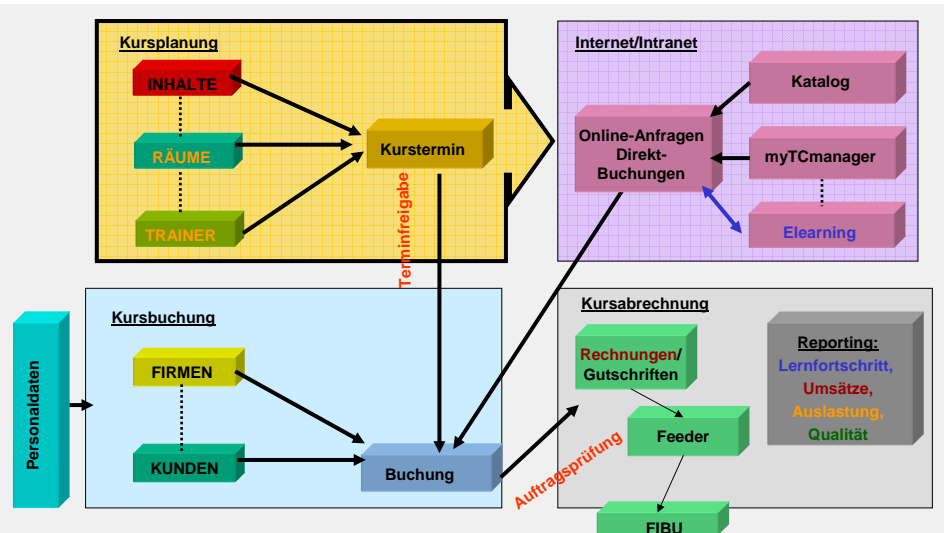 Kursplanung
INHALTE
RÄUME
TRAINER
Kurstermin
Terminfreigabe
Internet/Intranet
Katalog
Online-Anfragen
Direkt-
Buchungen
myTCmanager
Elearning
Personaldaten
Kursbuchung
FIRMEN
KUNDEN
Buchung
Auftragsprüfung
Kursabrechnung
Rechnungen/
Gutschriften
Feeder
FIBU
Reporting:
Lernfortschritt,
Umsätze,
Auslastung,
Qualität